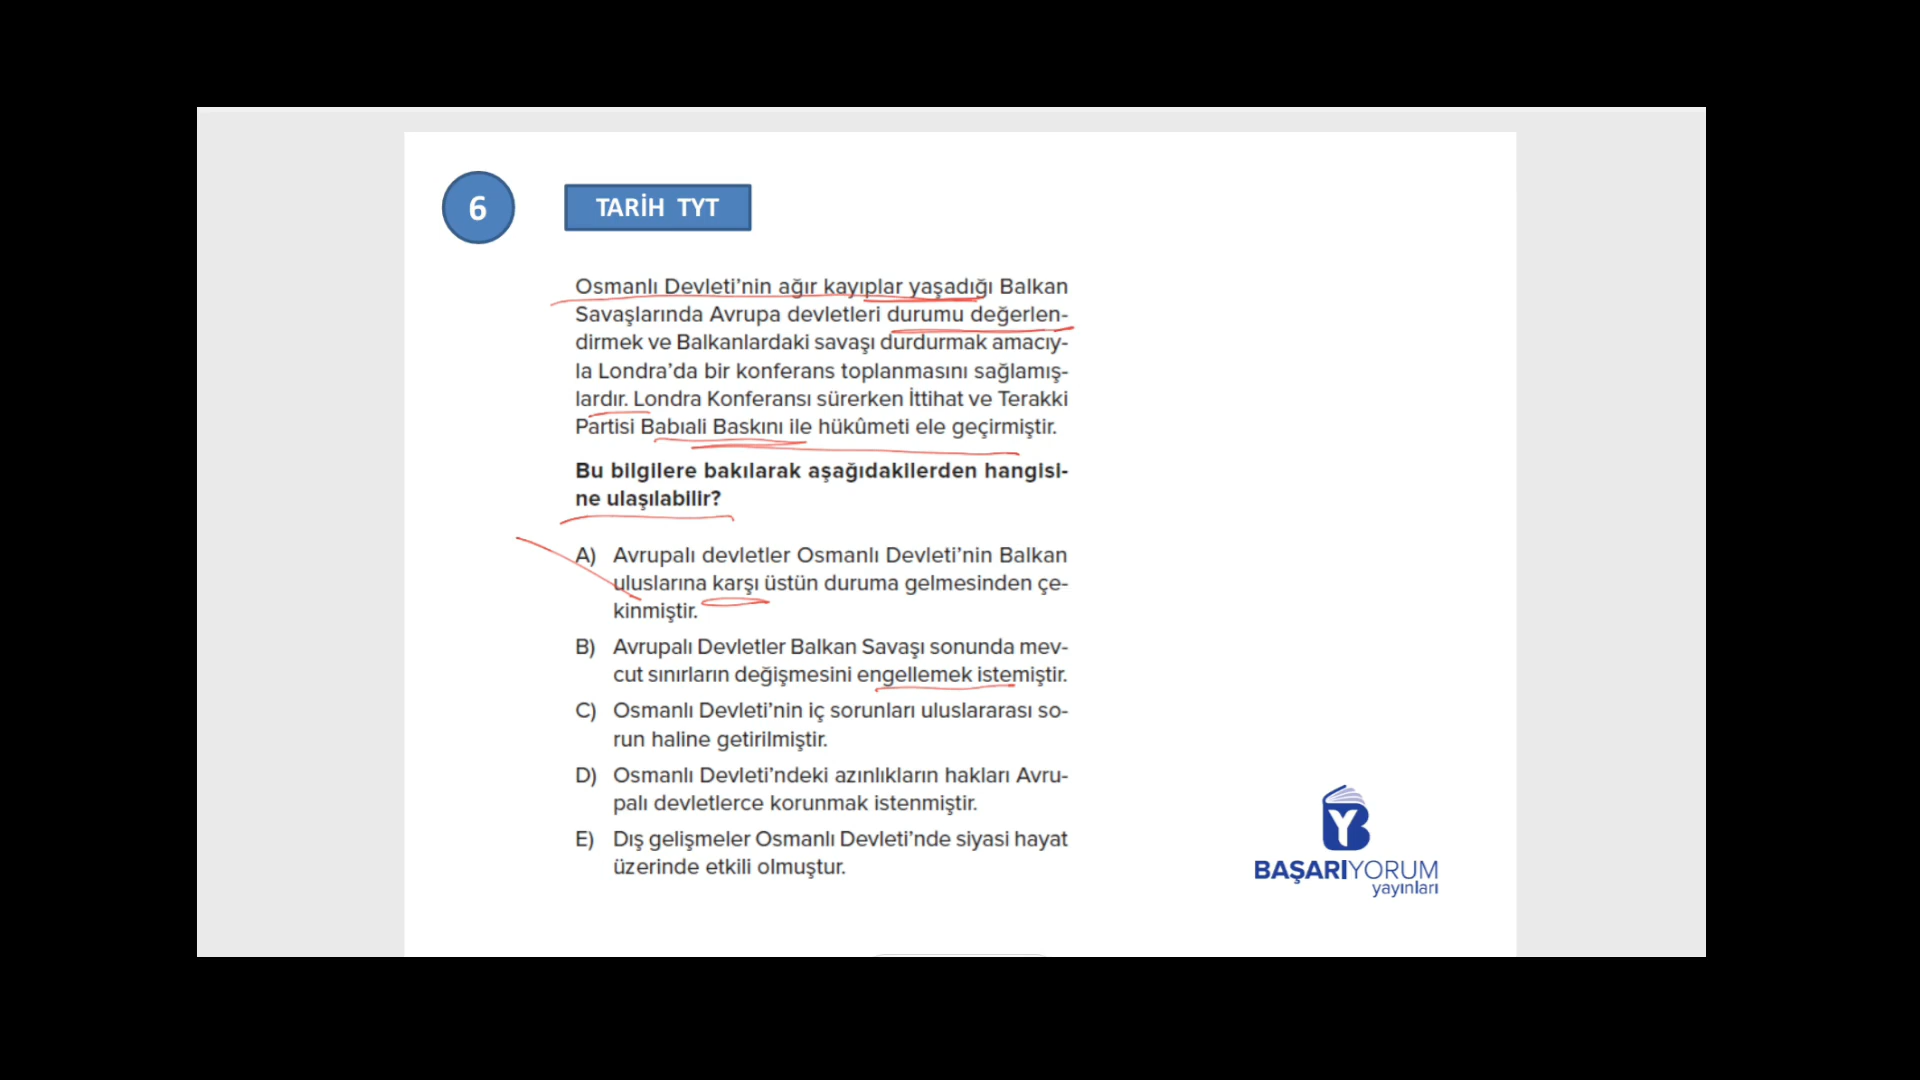 6
TARİH TYT
Osmanlı Devleti’nin ağır kayıplar yaşadığı Balkan
Savaşlarında Avrupa devletleri durumu değerlen-
dirmek ve Balkanlardaki savaşı durdurmak amacıy-
la Londra’da bir konferans toplanmasını sağlamış-
lardır. Londra Konferansı sürerken İttihat ve Terakki
Partisi Babıali Baskını ile hükûmeti ele geçirmiştir.
Bu bilgilere bakılarak aşağıdakilerden hangisi-
ne ulaşılabilir?
A) Avrupalı devletler Osmanlı Devleti’nin Balkan
uluslarına karşı üstün duruma gelmesinden çe-
kinmiştir.
B) Avrupalı Devletler Balkan Savaşı sonunda mev-
cut sınırların değişmesini engellemek istemiştir.
C) Osmanlı Devleti’nin iç sorunları uluslararası so-
run haline getirilmiştir.
D) Osmanlı Devleti’ndeki azınlıkların hakları Avru-
palı devletlerce korunmak istenmiştir.
E) Dış gelişmeler Osmanlı Devleti’nde siyasi hayat
üzerinde etkili olmuştur.
BAŞARIYORUM
yayınları